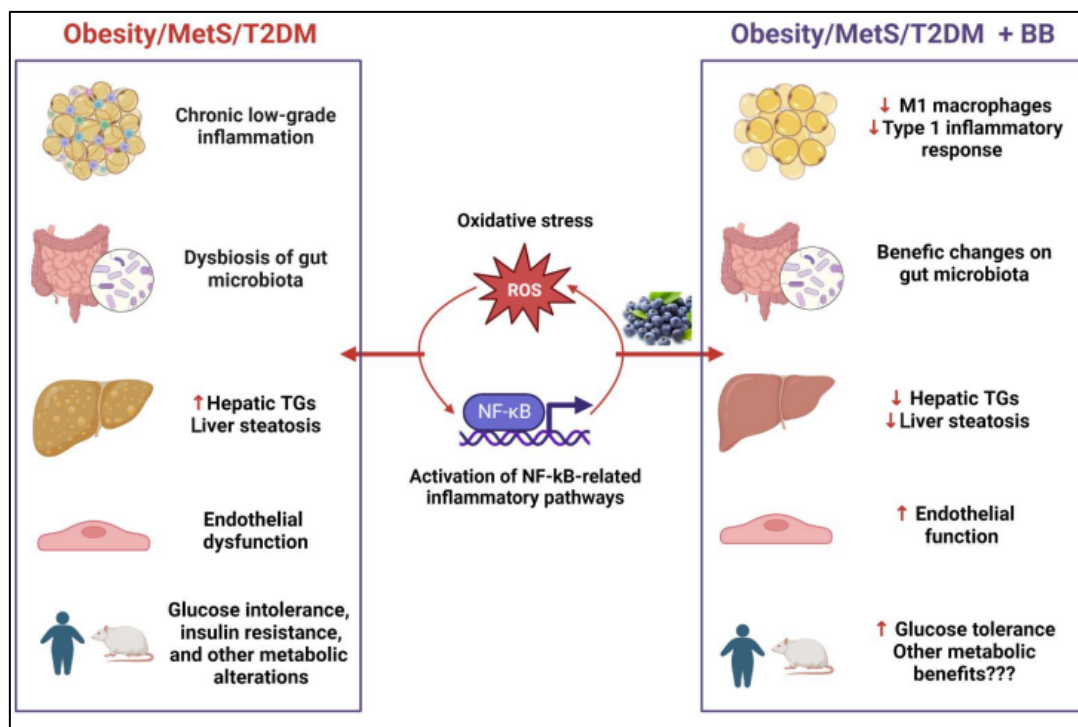 Obesity/MetS/T2DM
Chronic low-grade
inflammation
Dysbiosis of gut
microbiota
↑ Hepatic TGs
Liver steatosis
Endothelial
dysfunction
Glucose intolerance,
insulin resistance,
and other metabolic
alterations
Oxidative stress
ROS
NF-κB
Activation of NF-kB-related
inflammatory pathways
Obesity/MetS/T2DM + BB
↓ M1 macrophages
↓ Type 1 inflammatory
response
Benefic changes on
gut microbiota
↓ Hepatic TGs
↓ Liver steatosis
↑ Endothelial
function
↑ Glucose tolerance
Other metabolic
benefits???